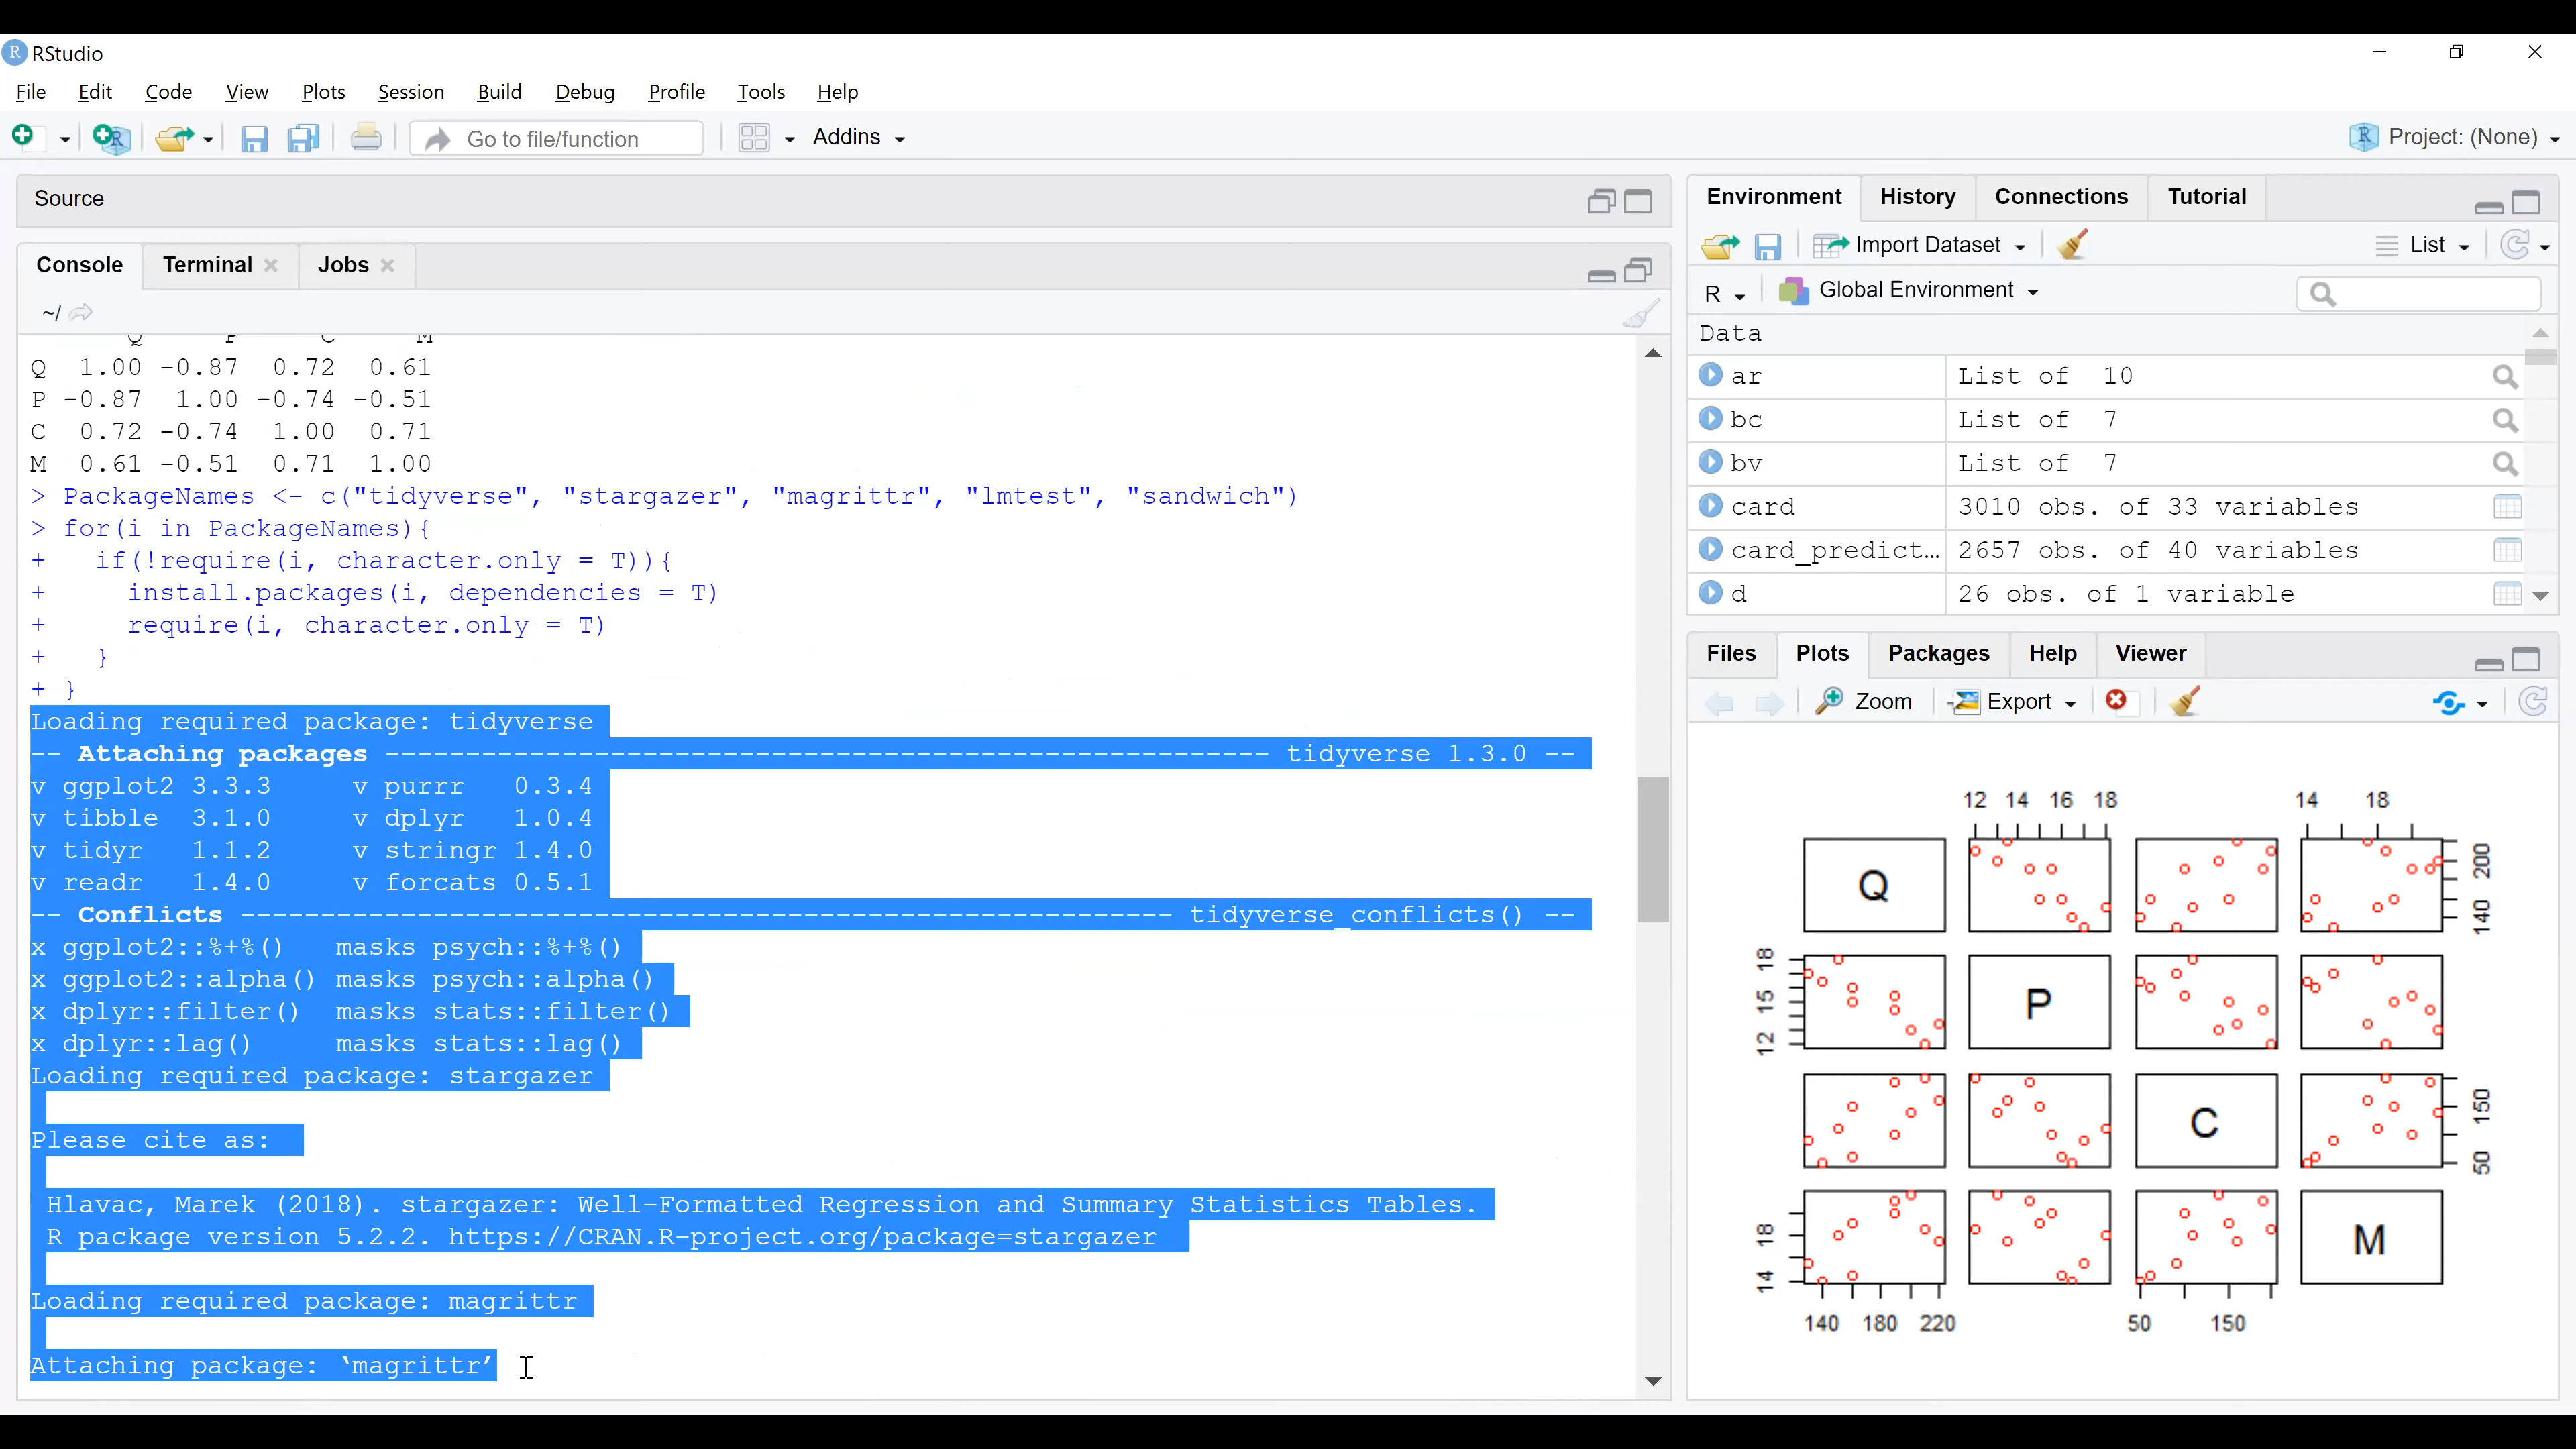 RStudio
File Edit Code View Plots Session Build Debug Profile Tools Help
Go to file/function Addins Project: (None)
Source
Console Terminal Jobs
~/
Q P C M
Q 1.00 -0.87 0.72 0.61
P -0.87 1.00 -0.74 -0.51
C 0.72 -0.74 1.00 0.71
M 0.61 -0.51 0.71 1.00
> PackageNames <- c("tidyverse", "stargazer", "magrittr", "lmtest", "sandwich")
> for(i in PackageNames){
+   if(!require(i, character.only = T)){
+     install.packages(i, dependencies = T)
+     require(i, character.only = T)
+   }
+ }
Loading required package: tidyverse
-- Attaching packages ------------------------------------------------------- tidyverse 1.3.0 --
v ggplot2 3.3.3     v purrr   0.3.4
v tibble  3.1.0     v dplyr   1.0.4
v tidyr   1.1.2     v stringr 1.4.0
v readr   1.4.0     v forcats 0.5.1
-- Conflicts ---------------------------------------------------------- tidyverse_conflicts() --
x ggplot2::%+%()   masks psych::%+%()
x ggplot2::alpha() masks psych::alpha()
x dplyr::filter()  masks stats::filter()
x dplyr::lag()     masks stats::lag()
Loading required package: stargazer
Please cite as:
Hlavac, Marek (2018). stargazer: Well-Formatted Regression and Summary Statistics Tables.
R package version 5.2.2. https://CRAN.R-project.org/package=stargazer
Loading required package: magrittr
Attaching package: ‘magrittr’
Environment History Connections Tutorial
Import Dataset List
R Global Environment
Data
ar List of 10
bc List of 7
bv List of 7
card 3010 obs. of 33 variables
card_predict… 2657 obs. of 40 variables
d 26 obs. of 1 variable
Files Plots Packages Help Viewer
Zoom Export
12 14 16 18 14 18
Q 140 200
12 15 18 P
C 50 150
14 18 M
140 180 220 50 150